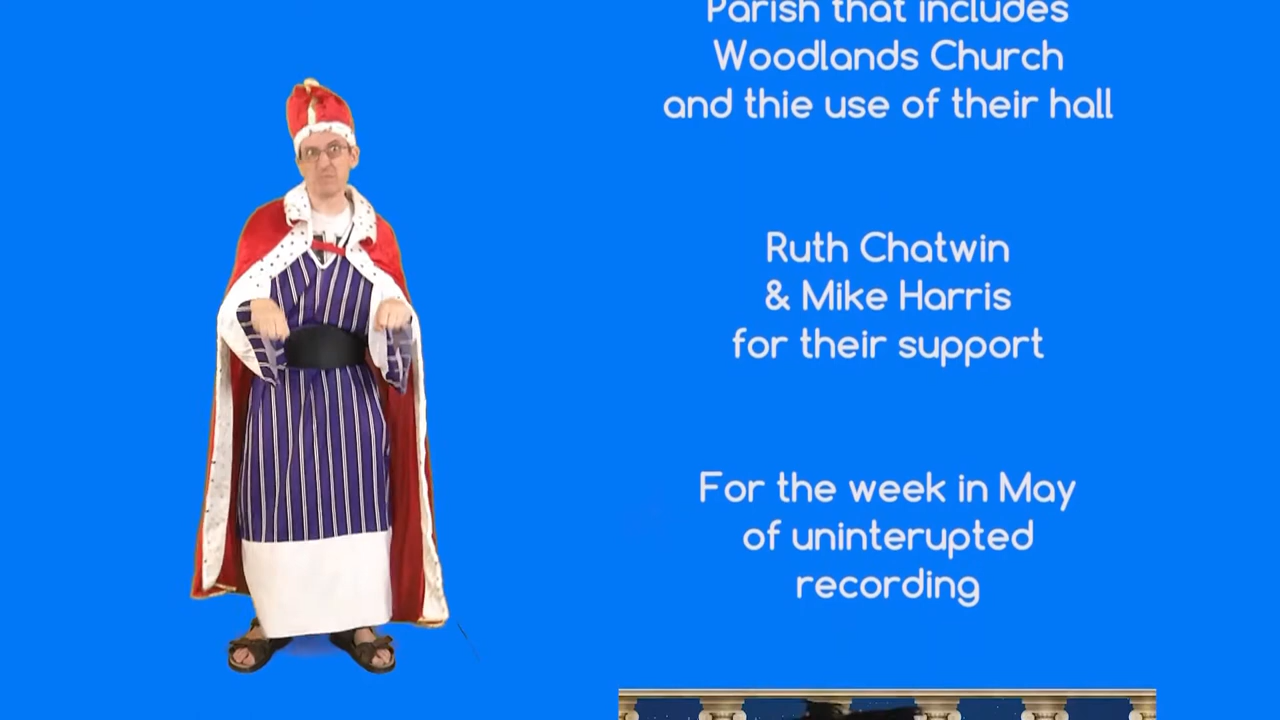 Parish that includes
Woodlands Church
and thie use of their hall
Ruth Chatwin
& Mike Harris
for their support
For the week in May
of uninterupted
recording